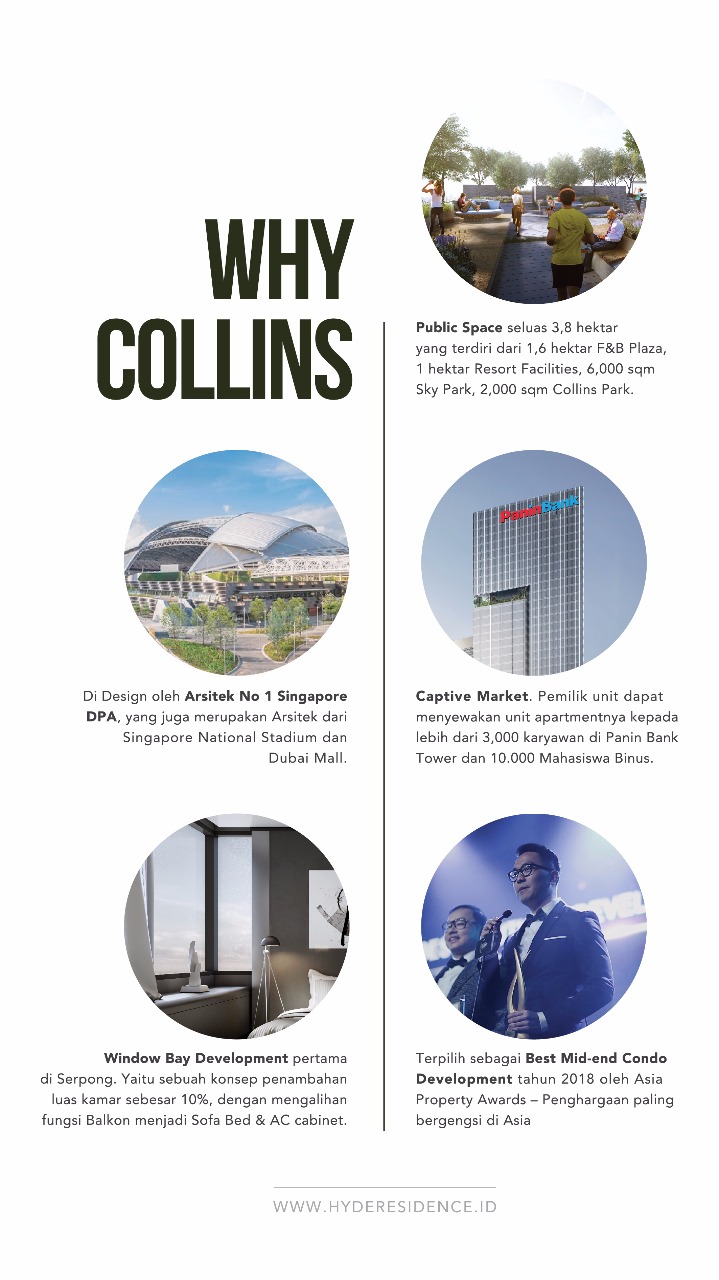 WHY
COLLINS
Public Space seluas 3,8 hektar
yang terdiri dari 1,6 hektar F&B Plaza,
1 hektar Resort Facilities, 6,000 sqm
Sky Park, 2,000 sqm Collins Park.
Di Design oleh Arsitek No 1 Singapore
DPA, yang juga merupakan Arsitek dari
Singapore National Stadium dan
Dubai Mall.
PaninBank
Captive Market. Pemilik unit dapat
menyewakan unit apartmentnya kepada
lebih dari 3,000 karyawan di Panin Bank
Tower dan 10.000 Mahasiswa Binus.
Window Bay Development pertama
di Serpong. Yaitu sebuah konsep penambahan
luas kamar sebesar 10%, dengan mengalihan
fungsi Balkon menjadi Sofa Bed & AC cabinet.
Terpilih sebagai Best Mid-end Condo
Development tahun 2018 oleh Asia
Property Awards – Penghargaan paling
bergengsi di Asia
WWW.HYDERESIDENCE.ID